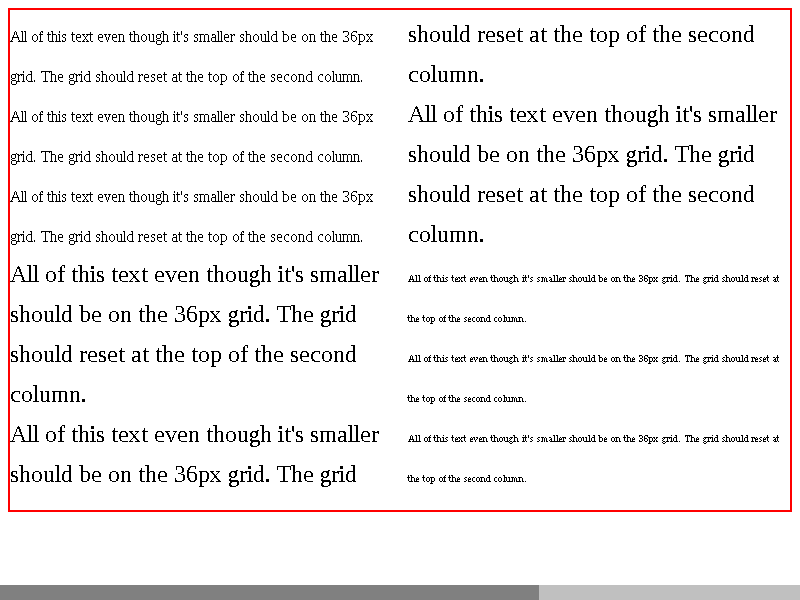 All of this text even though it's smaller should be on the 36px
grid. The grid should reset at the top of the second column.
All of this text even though it's smaller should be on the 36px
grid. The grid should reset at the top of the second column.
All of this text even though it's smaller should be on the 36px
grid. The grid should reset at the top of the second column.
All of this text even though it's smaller
should be on the 36px grid. The grid
should reset at the top of the second
column.
All of this text even though it's smaller
should be on the 36px grid. The grid
should reset at the top of the second
column.
All of this text even though it's smaller
should be on the 36px grid. The grid
should reset at the top of the second
column.
All of this text even though it's smaller should be on the 36px grid. The grid should reset at
the top of the second column.
All of this text even though it's smaller should be on the 36px grid. The grid should reset at
the top of the second column.
All of this text even though it's smaller should be on the 36px grid. The grid should reset at
the top of the second column.